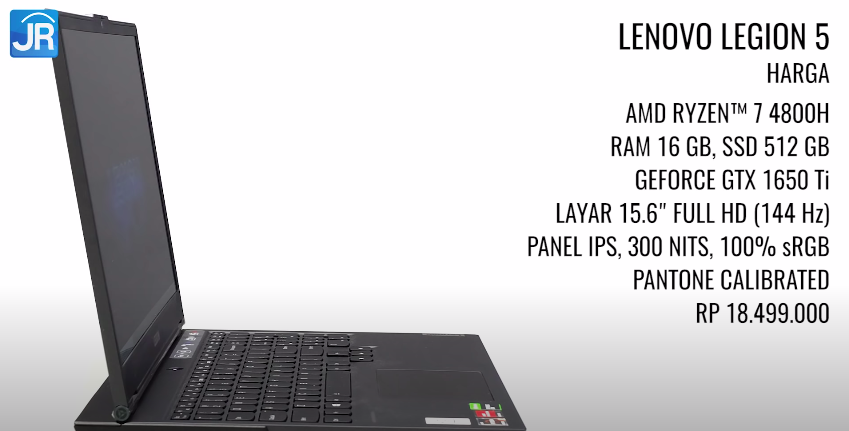 JR
LENOVO LEGION 5
HARGA
AMD RYZEN™ 7 4800H
RAM 16 GB, SSD 512 GB
GEFORCE GTX 1650 Ti
LAYAR 15.6" FULL HD (144 Hz)
PANEL IPS, 300 NITS, 100% sRGB
PANTONE CALIBRATED
RP 18.499.000